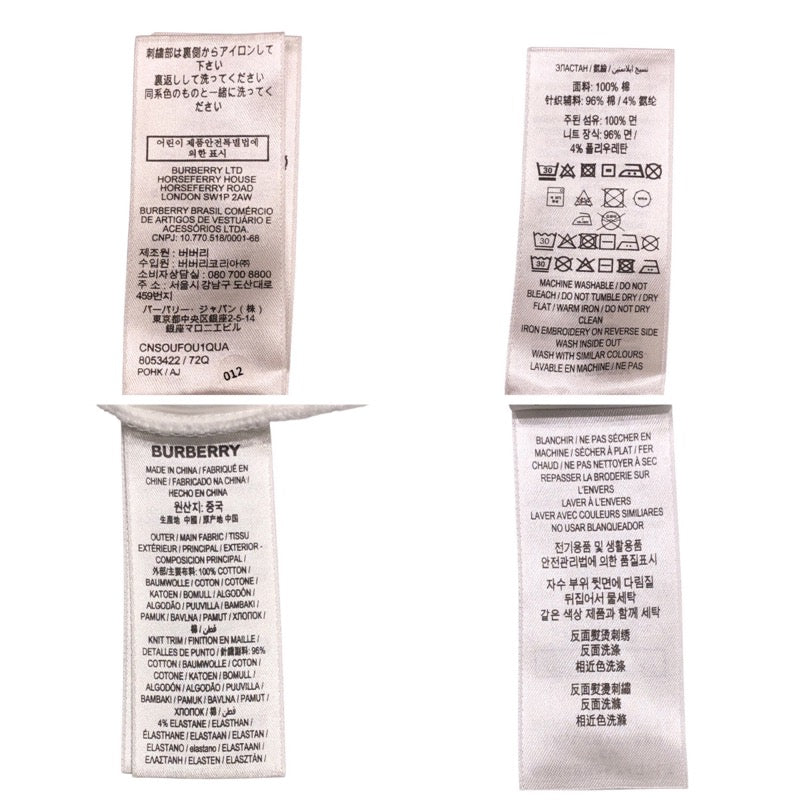 刺繍部は裏側からアイロンして
下さい
裏返しして洗ってください
同系色のものと一緒に洗ってく
ださい
어린이 제품안전특별법에
의한 표시
BURBERRY LTD
HORSEFERRY HOUSE
HORSEFERRY ROAD
LONDON SW1P 2AW
BURBERRY BRASIL COMÉRCIO
DE ARTIGOS DE VESTUÁRIO E
ACESSÓRIOS LTDA.
CNPJ: 10.770.518/0001-68
제조원 : 버버리
수입원 : 버버리코리아㈜
소비자상담실 : 080 700 8800
주소 : 서울시 강남구 도산대로
459번지
バーバリー・ジャパン（株）
東京都中央区銀座2-5-14
銀座マロニエビル
CNSOUFOU1QUA
8053422 / 72Q
POHK / AJ
012
ЭЛАСТАН / 氨綸 / نسيج إيلاستين
面料: 100% 棉
针织辅料: 96% 棉 / 4% 氨纶
주된 섬유: 100% 면
니트 장식: 96% 면 /
4% 폴리우레탄
30
30
30
MACHINE WASHABLE / DO NOT
BLEACH / DO NOT TUMBLE DRY / DRY
FLAT / WARM IRON / DO NOT DRY
CLEAN
IRON EMBROIDERY ON REVERSE SIDE
WASH INSIDE OUT
WASH WITH SIMILAR COLOURS
LAVABLE EN MACHINE / NE PAS
BURBERRY
MADE IN CHINA / FABRIQUÉ EN
CHINE / FABRICADO NA CHINA /
HECHO EN CHINA
원산지: 중국
生産地 中國 / 原产地 中国
OUTER / MAIN FABRIC / TISSU
EXTÉRIEUR / PRINCIPAL / EXTERIOR -
COMPOSICIÓN PRINCIPAL /
外部/主要布料: 100% COTTON /
BAUMWOLLE / COTON / COTONE /
KATOEN / BOMULL / ALGODÓN /
ALGODÃO / PUUVILLA / BAMBAKI /
PAMUK / BAVLNA / PAMUT / ХЛОПОК /
棉 / قطن
KNIT TRIM / FINITION EN MAILLE /
DETALLES DE PUNTO / 針織副料: 96%
COTTON / BAUMWOLLE / COTON /
COTONE / KATOEN / BOMULL /
ALGODÓN / ALGODÃO / PUUVILLA /
BAMBAKI / PAMUK / BAVLNA / PAMUT /
ХЛОПОК / 棉 / قطن
4% ELASTANE / ELASTHAN /
ÉLASTHANE / ELASTAAN / ELASTAN /
ELASTANO / elastano / ELASTAANI /
ΕΛΑΣΤΑΝΗ / ELASTEN / ELASZTÁN /
BLANCHIR / NE PAS SÉCHER EN
MACHINE / SÉCHER À PLAT / FER
CHAUD / NE PAS NETTOYER À SEC
REPASSER LA BRODERIE SUR
L'ENVERS
LAVER À L'ENVERS
LAVER AVEC COULEURS SIMILIARES
NO USAR BLANQUEADOR
전기용품 및 생활용품
안전관리법에 의한 품질표시
자수 부위 뒷면에 다림질
뒤집어서 물세탁
같은 색상 제품과 함께 세탁
反面熨烫刺绣
反面洗涤
相近色洗涤
反面熨燙刺繡
反面洗滌
相近色洗滌